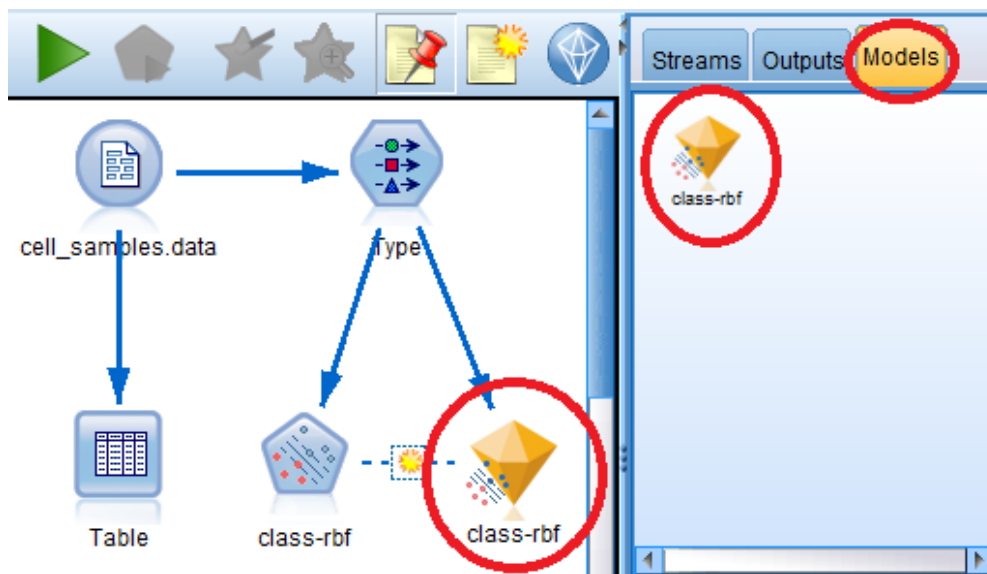 Streams
Outputs
Models
class-rbf
cell_samples.data
Type
Table
class-rbf
class-rbf